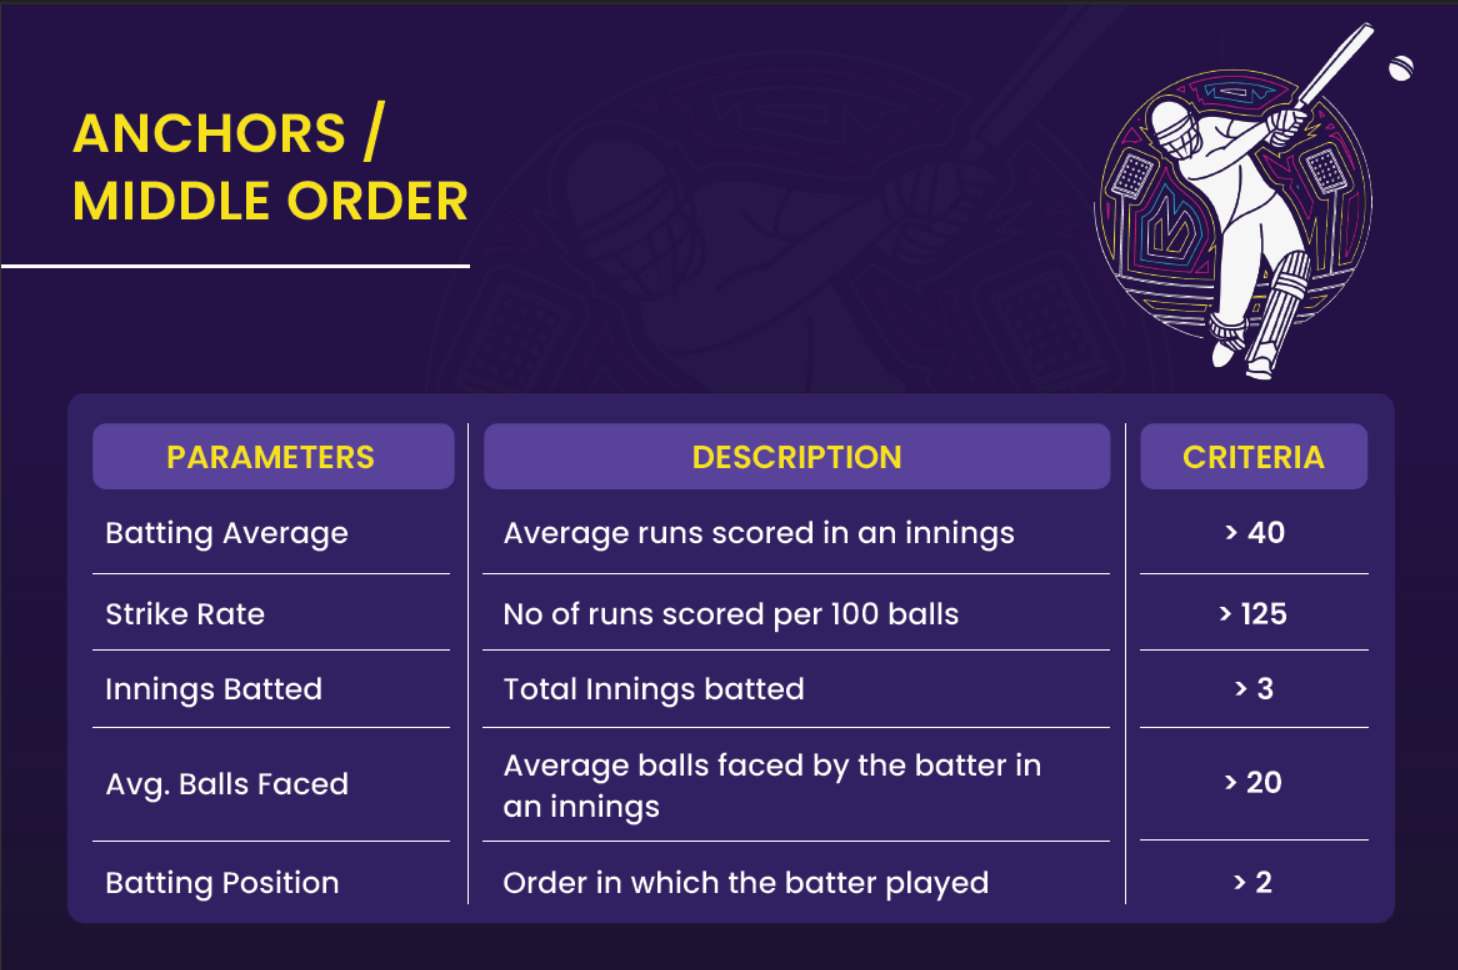 ANCHORS /
MIDDLE ORDER
PARAMETERS DESCRIPTION CRITERIA
Batting Average Average runs scored in an innings > 40
Strike Rate No of runs scored per 100 balls > 125
Innings Batted Total Innings batted > 3
Avg. Balls Faced Average balls faced by the batter in
an innings > 20
Batting Position Order in which the batter played > 2